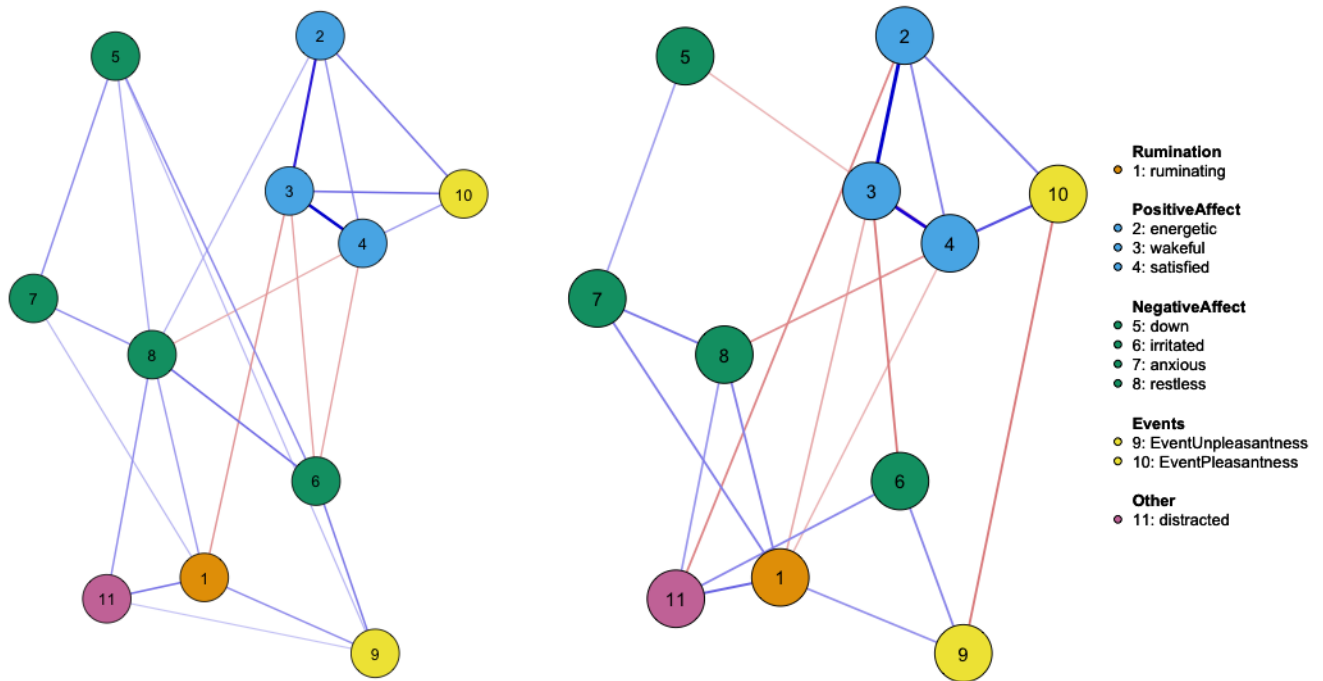 5
2
3
10
4
7
8
6
1
11
9
5
2
3
10
4
7
8
6
1
11
9
Rumination
1: ruminating
PositiveAffect
2: energetic
3: wakeful
4: satisfied
NegativeAffect
5: down
6: irritated
7: anxious
8: restless
Events
9: EventUnpleasantness
10: EventPleasantness
Other
11: distracted